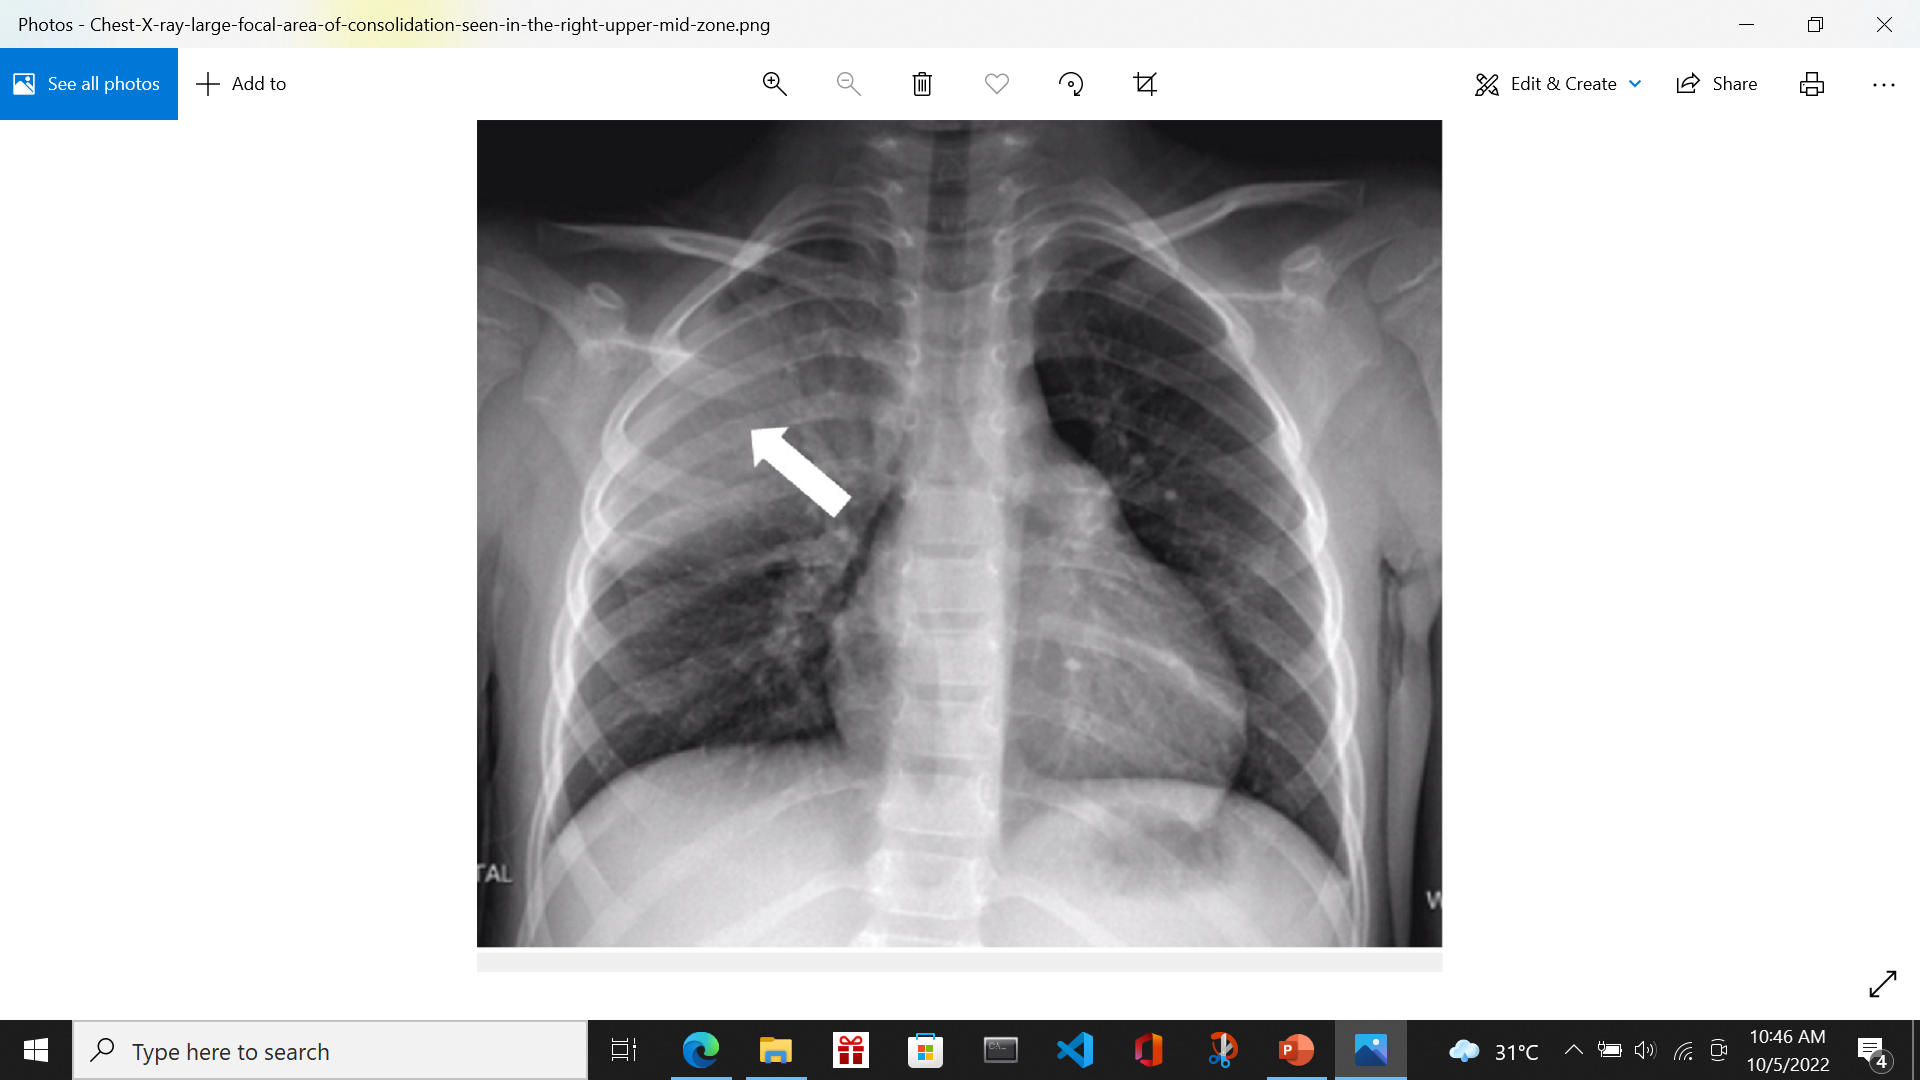 Photos - Chest-X-ray-large-focal-area-of-consolidation-seen-in-the-right-upper-mid-zone.png
See all photos
Add to
Edit & Create
Share
TAL
W
Type here to search
31°C
10:46 AM
10/5/2022
4